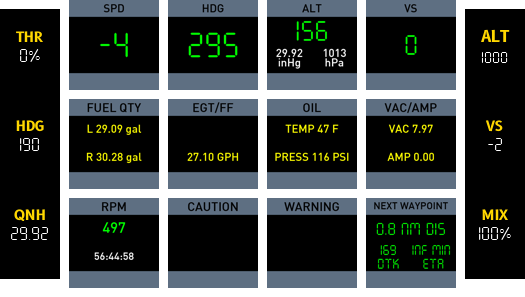 THR
0%
HDG
190
QNH
29.92
SPD
-4
HDG
295
ALT
156
29.92 1013
inHg hPa
VS
0
FUEL QTY
L 29.09 gal
R 30.28 gal
EGT/FF
27.10 GPH
OIL
TEMP 47 F
PRESS 116 PSI
VAC/AMP
VAC 7.97
AMP 0.00
RPM
497
56:44:58
CAUTION
WARNING
NEXT WAYPOINT
0.8 NM DIS
169 INF MIN
DTK ETA
ALT
1000
VS
-2
MIX
100%